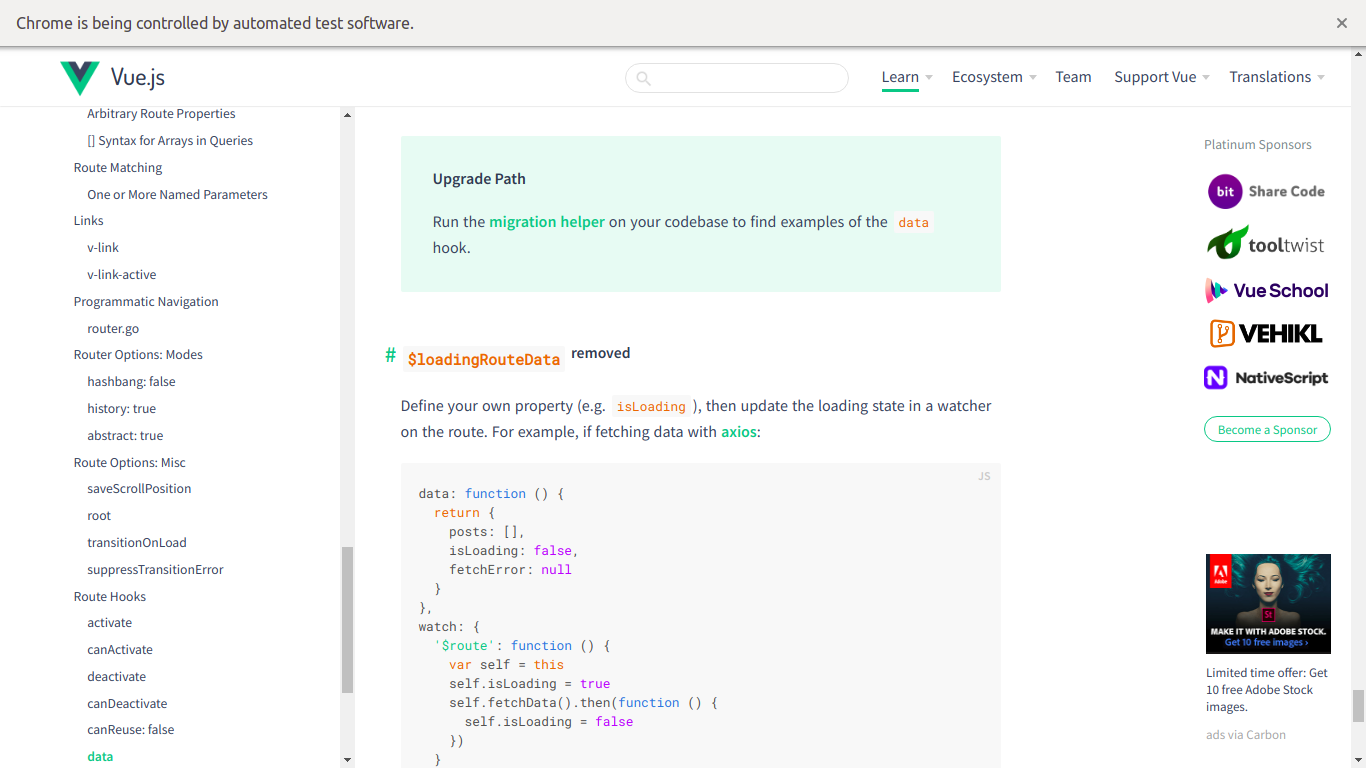 Chrome is being controlled by automated test software.
Vue.js
Learn
Ecosystem
Team
Support Vue
Translations
Arbitrary Route Properties
[] Syntax for Arrays in Queries
Route Matching
One or More Named Parameters
Links
v-link
v-link-active
Programmatic Navigation
router.go
Router Options: Modes
hashbang: false
history: true
abstract: true
Route Options: Misc
saveScrollPosition
root
transitionOnLoad
suppressTransitionError
Route Hooks
activate
canActivate
deactivate
canDeactivate
canReuse: false
data
Upgrade Path
Run the migration helper on your codebase to find examples of the data
hook.
# $loadingRouteData removed
Define your own property (e.g. isLoading ), then update the loading state in a watcher
on the route. For example, if fetching data with axios:
JS
data: function () {
return {
posts: [],
isLoading: false,
fetchError: null
}
},
watch: {
'$route': function () {
var self = this
self.isLoading = true
self.fetchData().then(function () {
self.isLoading = false
})
}
Platinum Sponsors
bit Share Code
tooltwist
Vue School
VEHIKL
NativeScript
Become a Sponsor
Adobe
St
MAKE IT WITH ADOBE STOCK.
Get 10 free images ›
Limited time offer: Get
10 free Adobe Stock
images.
ads via Carbon